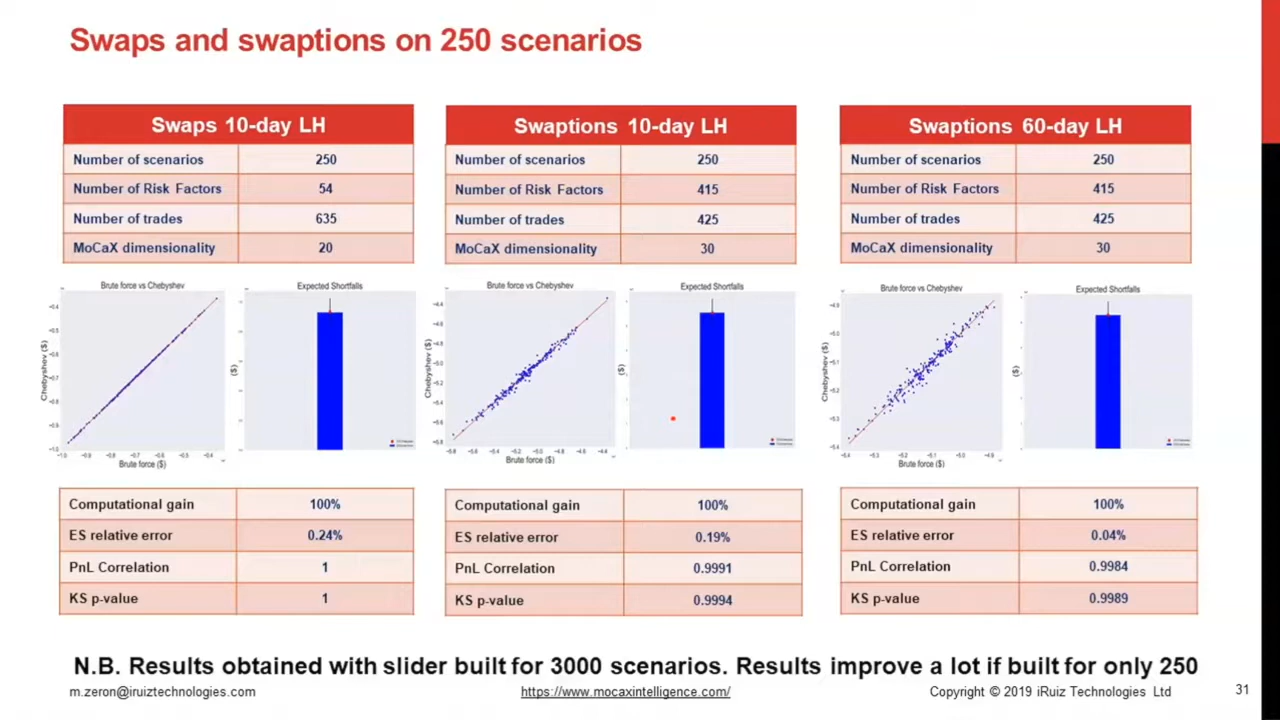 Swaps and swaptions on 250 scenarios
Swaps 10-day LH
Number of scenarios 250
Number of Risk Factors 54
Number of trades 635
MoCaX dimensionality 20
Swaptions 10-day LH
Number of scenarios 250
Number of Risk Factors 415
Number of trades 425
MoCaX dimensionality 30
Swaptions 60-day LH
Number of scenarios 250
Number of Risk Factors 415
Number of trades 425
MoCaX dimensionality 30
Brute force vs Chebyshev
Chebyshev ($)
Brute force ($)
Expected Shortfalls
($)
Brute force vs Chebyshev
Chebyshev ($)
Brute force ($)
Expected Shortfalls
($)
Brute force vs Chebyshev
Chebyshev ($)
Brute force ($)
Expected Shortfalls
($)
Computational gain 100%
ES relative error 0.24%
PnL Correlation 1
KS p-value 1
Computational gain 100%
ES relative error 0.19%
PnL Correlation 0.9991
KS p-value 0.9994
Computational gain 100%
ES relative error 0.04%
PnL Correlation 0.9984
KS p-value 0.9989
N.B. Results obtained with slider built for 3000 scenarios. Results improve a lot if built for only 250
m.zeron@iruiztechnologies.com
https://www.mocaxintelligence.com/
Copyright © 2019 iRuiz Technologies Ltd
31